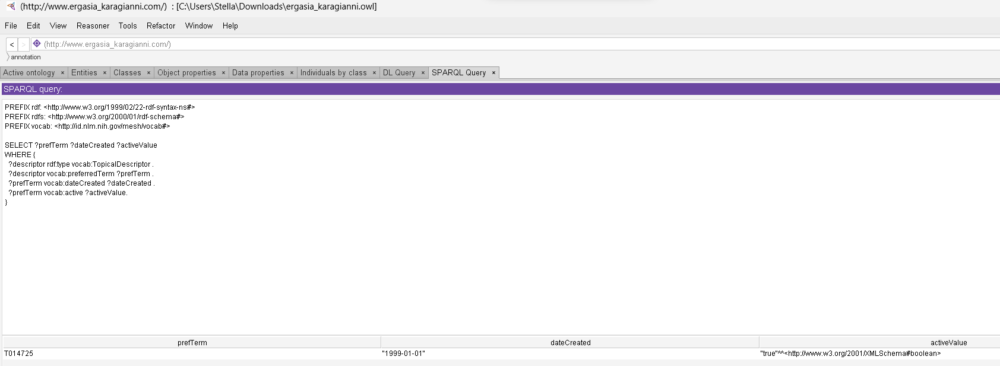 (http://www.ergasia_karagianni.com/) : [C:\Users\Stella\Downloads\ergasia_karagianni.owl]
File Edit View Reasoner Tools Refactor Window Help
< > (http://www.ergasia_karagianni.com/)
annotation
Active ontology × Entities × Classes × Object properties × Data properties × Individuals by class × DL Query × SPARQL Query ×
SPARQL query:
PREFIX rdf: <http://www.w3.org/1999/02/22-rdf-syntax-ns#>
PREFIX rdfs: <http://www.w3.org/2000/01/rdf-schema#>
PREFIX vocab: <http://id.nlm.nih.gov/mesh/vocab#>
SELECT ?prefTerm ?dateCreated ?activeValue
WHERE {
?descriptor rdf:type vocab:TopicalDescriptor .
?descriptor vocab:preferredTerm ?prefTerm .
?prefTerm vocab:dateCreated ?dateCreated .
?prefTerm vocab:active ?activeValue.
}
prefTerm dateCreated activeValue
T014725 "1999-01-01" "true"^^<http://www.w3.org/2001/XMLSchema#boolean>